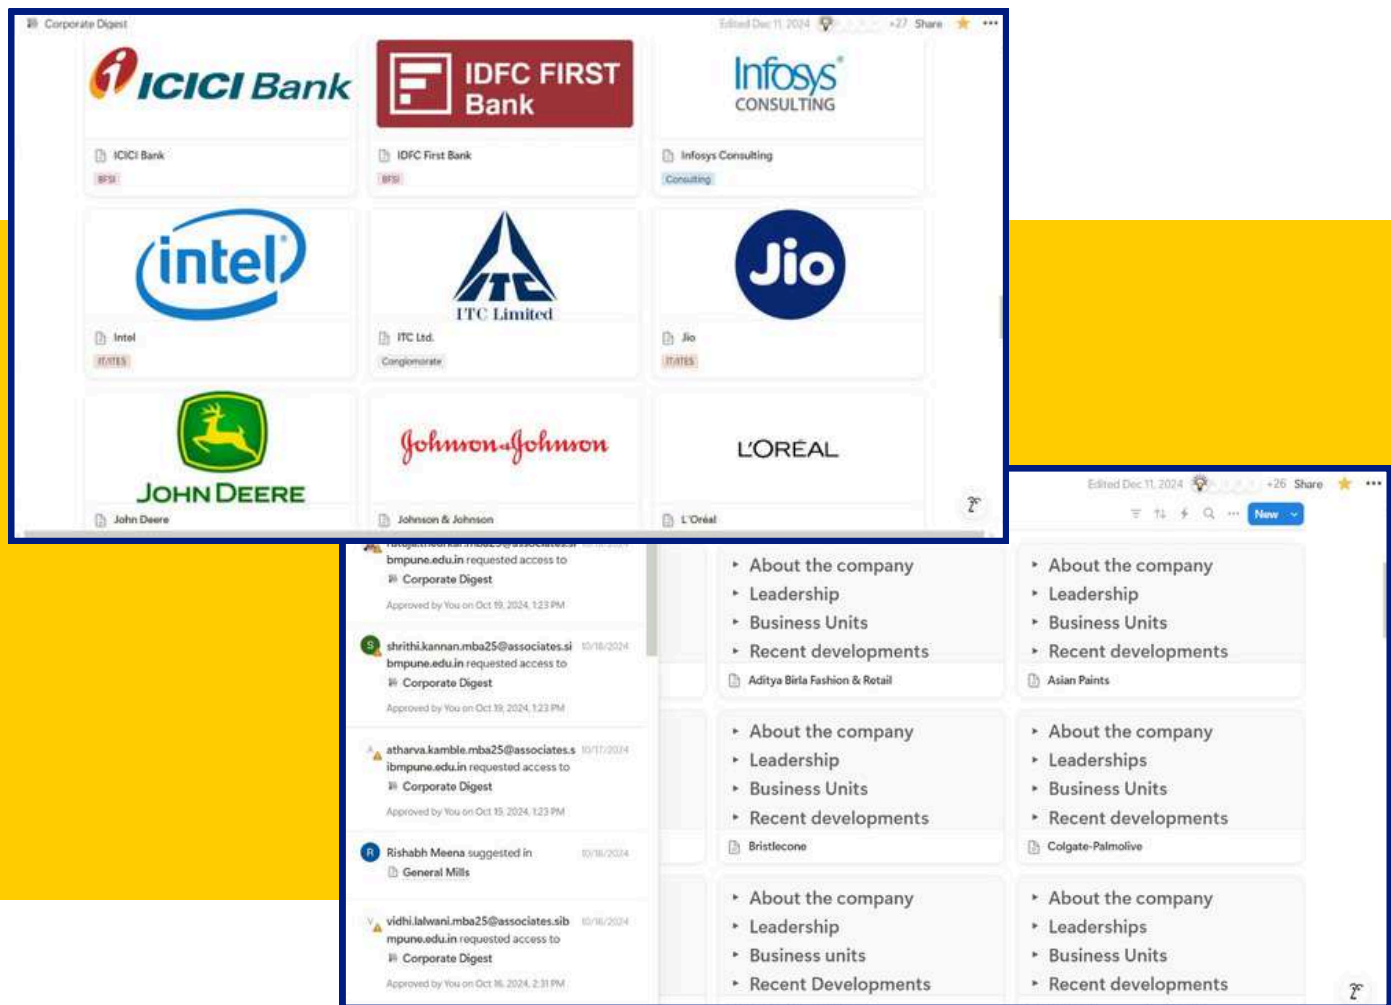 Corporate Digest
Edited Dec 11, 2024
+27 Share
ICICI Bank
IDFC FIRST
Bank
Infosys
CONSULTING
ICICI Bank
IDFC First Bank
Infosys Consulting
BFSI
BFSI
Consulting
intel
ITC
ITC Limited
Jio
Intel
ITC Ltd.
Jio
IT/ITES
Conglomorate
IT/ITES
JOHN DEERE
Johnson & Johnson
L'ORÉAL
John Deere
Johnson & Johnson
L'Oréal
Edited Dec 11, 2024
+26 Share
New
bmpune.edu.in requested access to
Corporate Digest
Approved by You on Oct 19, 2024, 1:23 PM
S
shrithi.kannan.mba25@associates.si 10/18/2024
bmpune.edu.in requested access to
Corporate Digest
Approved by You on Oct 19, 2024, 1:23 PM
A
atharva.kamble.mba25@associates.s 10/17/2024
ibmpune.edu.in requested access to
Corporate Digest
Approved by You on Oct 15, 2024, 1:23 PM
R
Rishabh Meena suggested in 10/16/2024
General Mills
V
vidhi.lalwani.mba25@associates.sib 10/16/2024
mpune.edu.in requested access to
Corporate Digest
Approved by You on Oct 16, 2024, 2:31 PM
About the company
Leadership
Business Units
Recent developments
Aditya Birla Fashion & Retail
About the company
Leadership
Business Units
Recent developments
Asian Paints
About the company
Leadership
Business Units
Recent developments
Bristlecone
About the company
Leaderships
Business Units
Recent developments
Colgate-Palmolive
About the company
Leadership
Business units
Recent Developments
About the company
Leaderships
Business Units
Recent developments